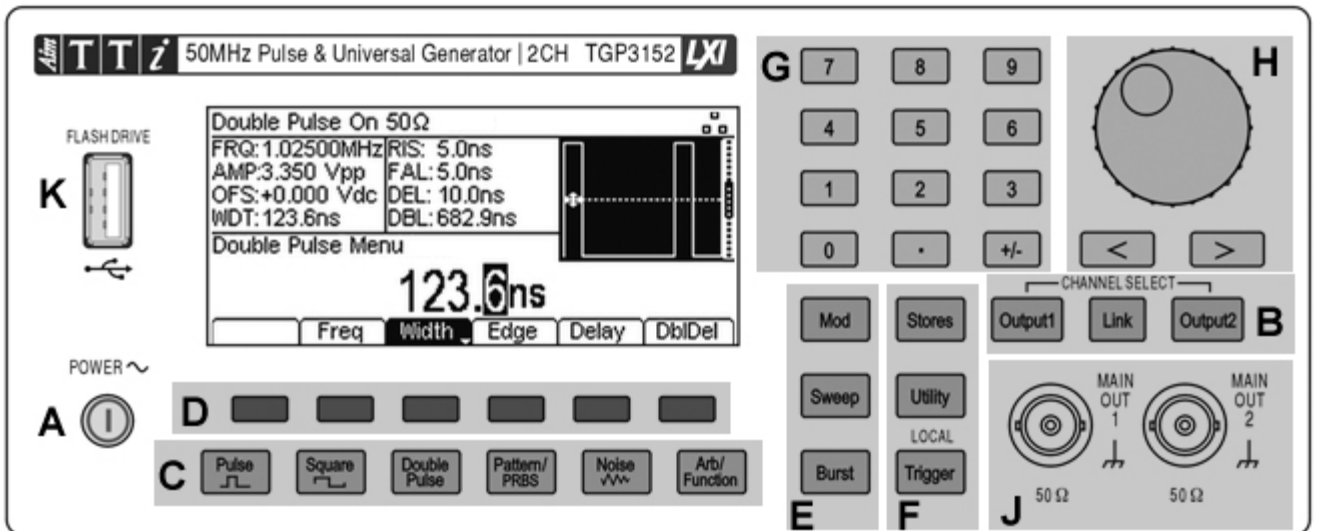 Aim TTi 50MHz Pulse & Universal Generator | 2CH TGP3152 LXI
FLASH DRIVE
K
POWER
A
Double Pulse On 50Ω
FRQ:1.02500MHz RIS: 5.0ns
AMP:3.350 Vpp FAL:5.0ns
OFS:+0.000 Vdc DEL: 10.0ns
WDT:123.6ns DBL:682.9ns
Double Pulse Menu
123.6ns
Freq Width Edge Delay DblDel
D
C
Pulse
Square
Double
Pulse
Pattern/
PRBS
Noise
Arb/
Function
G
7 8 9
4 5 6
1 2 3
0 . +/-
H
< >
CHANNEL SELECT
Output1 Link Output2 B
Mod
Sweep
Burst
E
Stores
Utility
LOCAL
Trigger
F
MAIN
OUT
1
50 Ω
MAIN
OUT
2
50 Ω
J